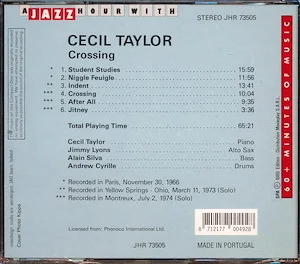 A JAZZ HOUR WITH
STEREO JHR 73505
CECIL TAYLOR
Crossing
* 1. Student Studies 15:59
* 2. Niggle Feuigle 11:56
** 3. Indent 13:41
*** 4. Crossing 10:04
*** 5. After All 9:35
*** 6. Jitney 3:36
Total Playing Time 65:21
Cecil Taylor Piano
Jimmy Lyons Alto Sax
Alain Silva Bass
Andrew Cyrille Drums
* Recorded in Paris, November 30, 1966
** Recorded in Yellow Springs - Ohio, March 11, 1973 (Solo)
*** Recorded in Montreux, July 2, 1974 (Solo)
Licensed from: Phonoco International Ltd.
8 712177 004928
JHR 73505
MADE IN PORTUGAL
60+ MINUTES OF MUSIC
Cover Photo: Kippa